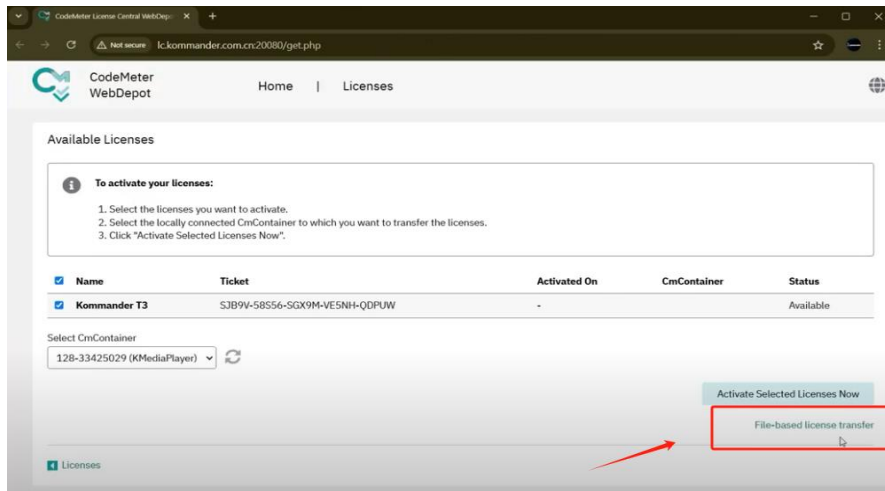 CodeMeter License Central WebDepo
Not secure lc.kommander.com.cn:20080/get.php
CodeMeter
WebDepot
Home | Licenses
Available Licenses
To activate your licenses:
1. Select the licenses you want to activate.
2. Select the locally connected CmContainer to which you want to transfer the licenses.
3. Click "Activate Selected Licenses Now".
Name Ticket Activated On CmContainer Status
Kommander T3 SJB9V-58S56-SGX9M-VE5NH-QDPUW - Available
Select CmContainer
128-33425029 (KMediaPlayer)
Activate Selected Licenses Now
File-based license transfer
Licenses